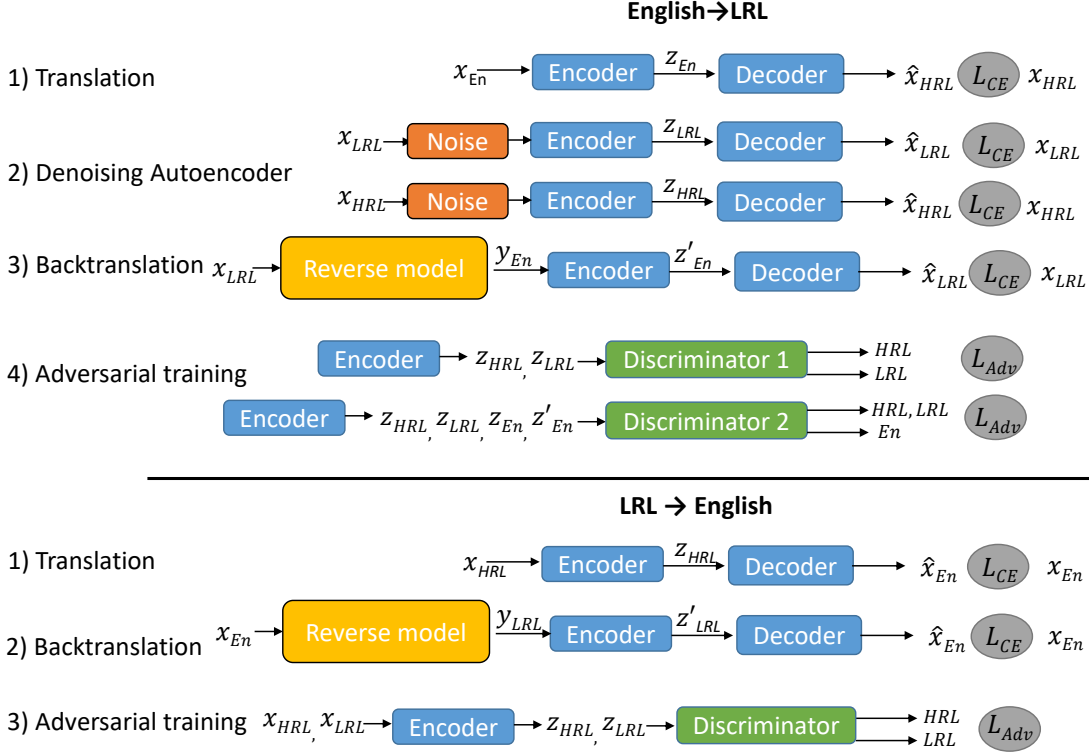 English→LRL
1) Translation x_En Encoder z_En Decoder x̂_HRL L_CE x_HRL
2) Denoising Autoencoder
x_LRL Noise Encoder z_LRL Decoder x̂_LRL L_CE x_LRL
x_HRL Noise Encoder z_HRL Decoder x̂_HRL L_CE x_HRL
3) Backtranslation x_LRL Reverse model y_En Encoder z'_En Decoder x̂_LRL L_CE x_LRL
4) Adversarial training
Encoder z_HRL, z_LRL Discriminator 1 HRL LRL L_Adv
Encoder z_HRL, z_LRL, z_En, z'_En Discriminator 2 HRL, LRL En L_Adv
LRL → English
1) Translation x_HRL Encoder z_HRL Decoder x̂_En L_CE x_En
2) Backtranslation x_En Reverse model y_LRL Encoder z'_LRL Decoder x̂_En L_CE x_En
3) Adversarial training x_HRL, x_LRL Encoder z_HRL, z_LRL Discriminator HRL LRL L_Adv